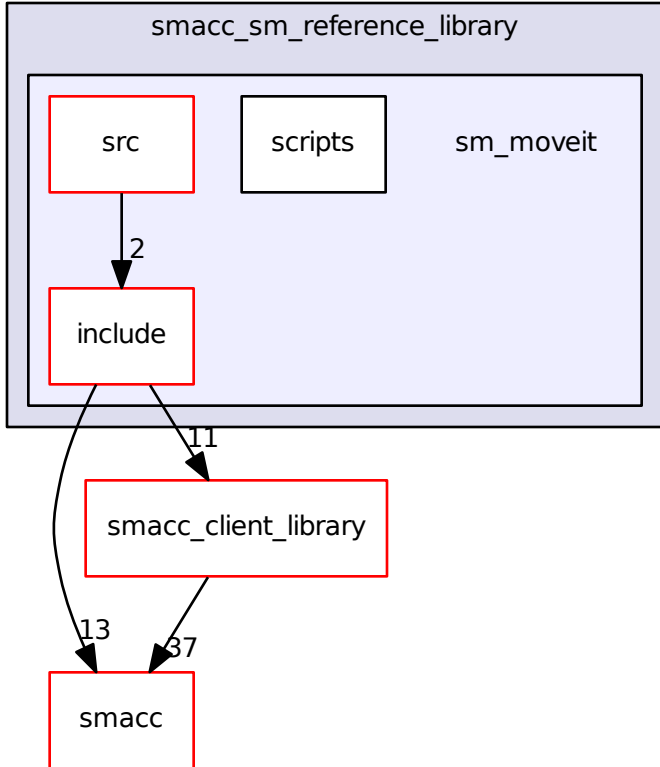 smacc_sm_reference_library
src
scripts
sm_moveit
2
include
11
smacc_client_library
13
37
smacc